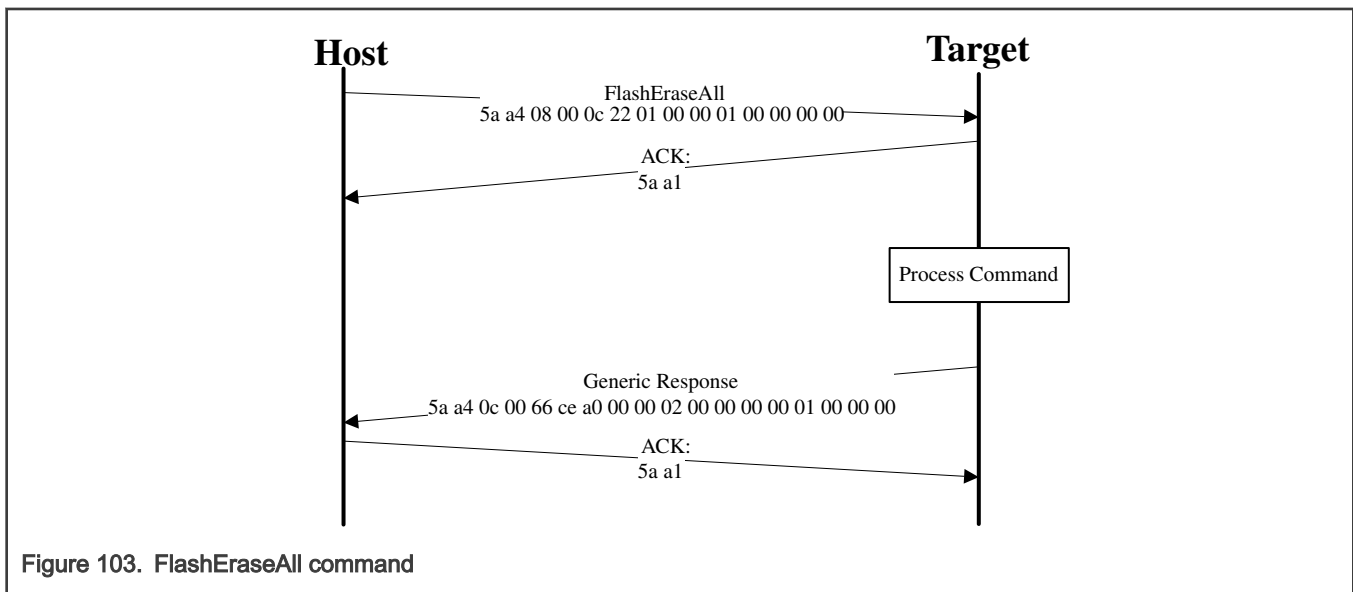 Host
Target
FlashEraseAll
5a a4 08 00 0c 22 01 00 00 01 00 00 00 00
ACK:
5a a1
Process Command
Generic Response
5a a4 0c 00 66 ce a0 00 00 02 00 00 00 00 01 00 00 00
ACK:
5a a1
Figure 103. FlashEraseAll command